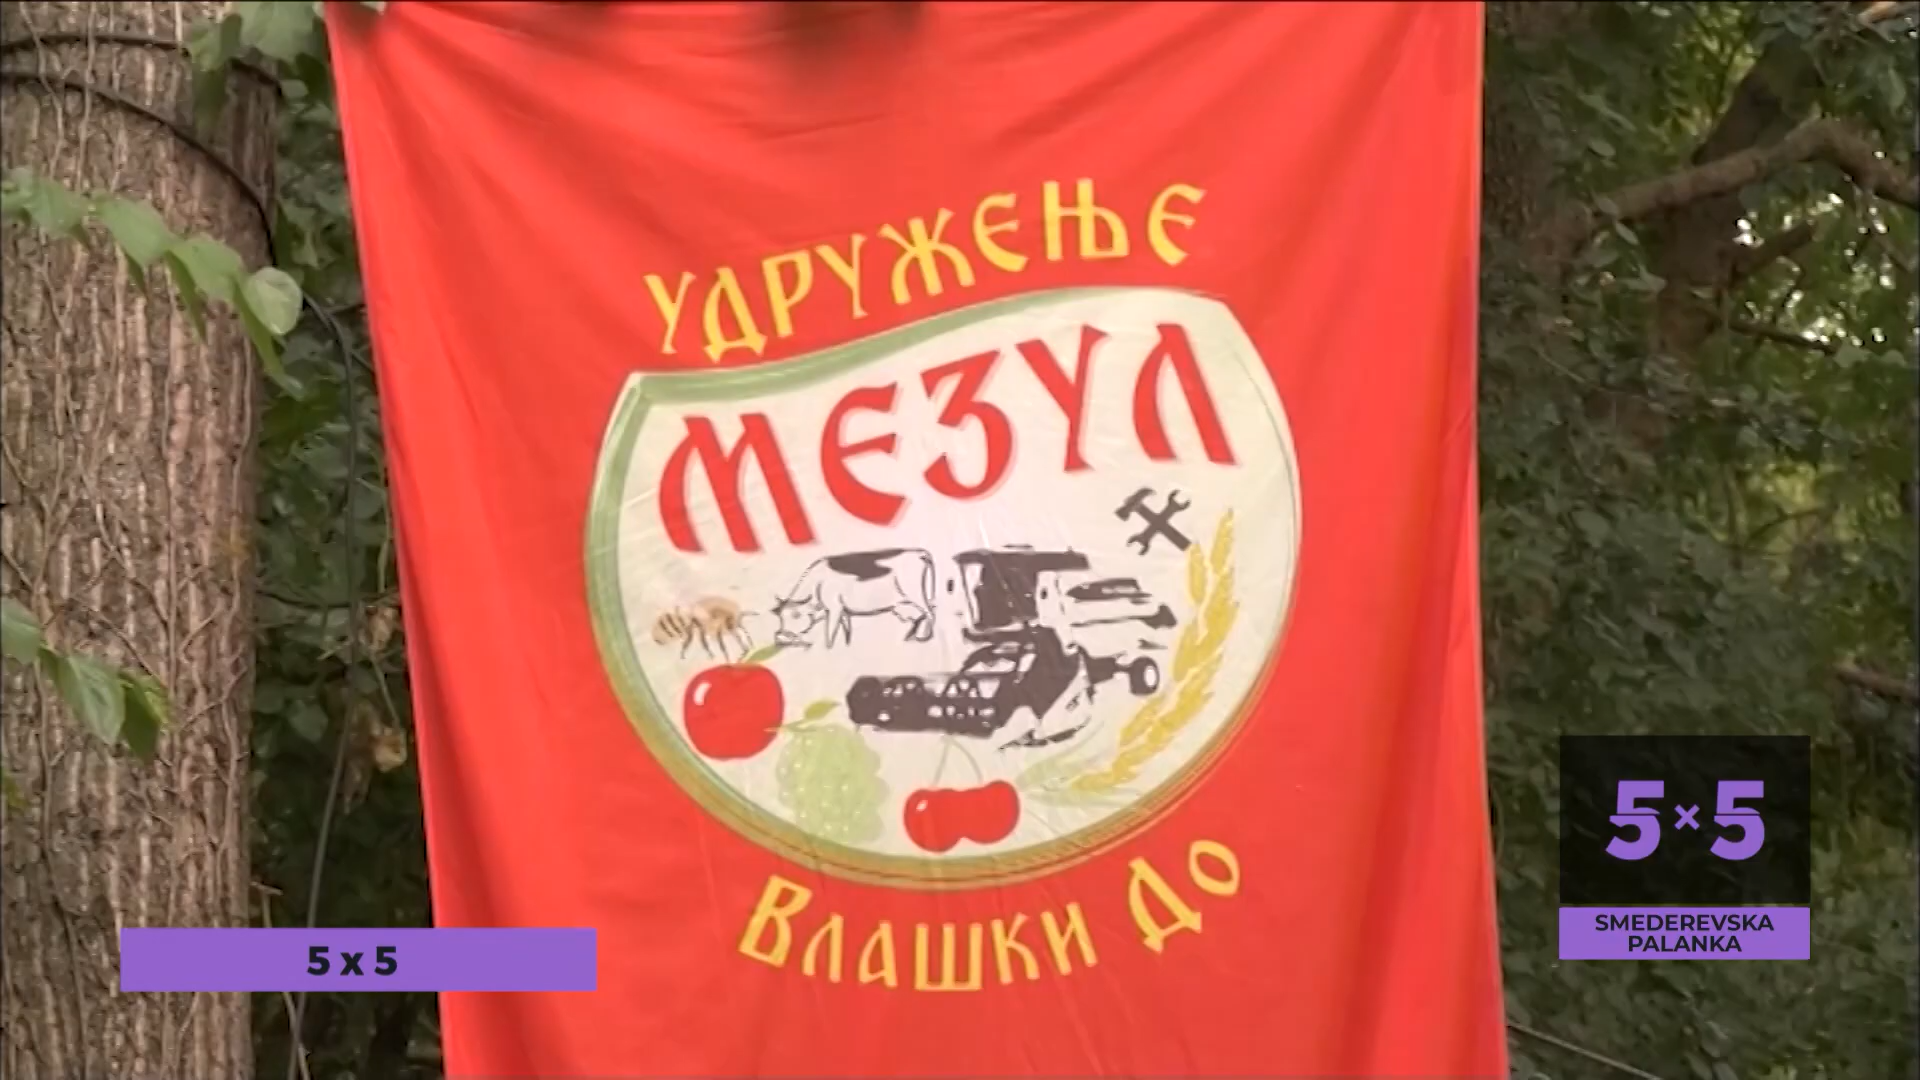 УДРУЖЕЊЕ
МЕЗУЛ
ВЛАШКИ ДО
5 x 5
5×5
SMEDEREVSKA
PALANKA